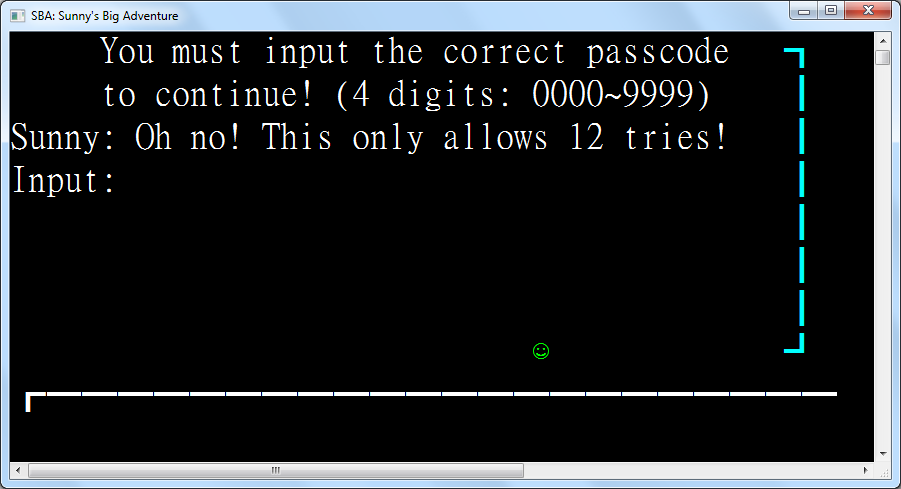 SBA: Sunny's Big Adventure
You must input the correct passcode
to continue! (4 digits: 0000~9999)
Sunny: Oh no! This only allows 12 tries!
Input: